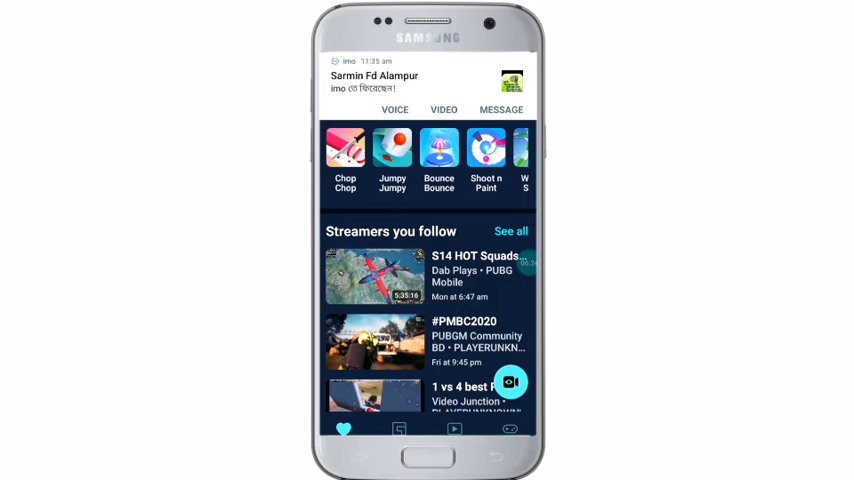 SAMSUNG
imo 11:35 am
Sarmin Fd Alampur
imo তে ফিরেছেন!
VOICE VIDEO MESSAGE
Chop Chop
Jumpy Jumpy
Bounce Bounce
Shoot n Paint
W S
Streamers you follow See all
S14 HOT Squads...
Dab Plays • PUBG
Mobile
Mon at 6:47 am
5:35:16
#PMBC2020
PUBGM Community
BD • PLAYERUNKN...
Fri at 9:45 pm
1 vs 4 best
Video Junction •
PLAYERUNKNOWN'